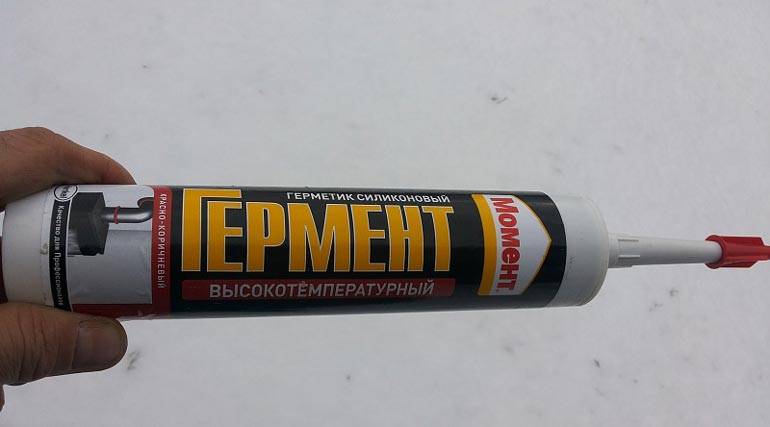 ГЕРМЕТИК СИЛИКОНОВЫЙ
ГЕРМЕНТ
ВЫСОКОТЕМПЕРАТУРНЫЙ
Момент
КРАСНО-КОРИЧНЕВЫЙ
Качество для Профессионалов